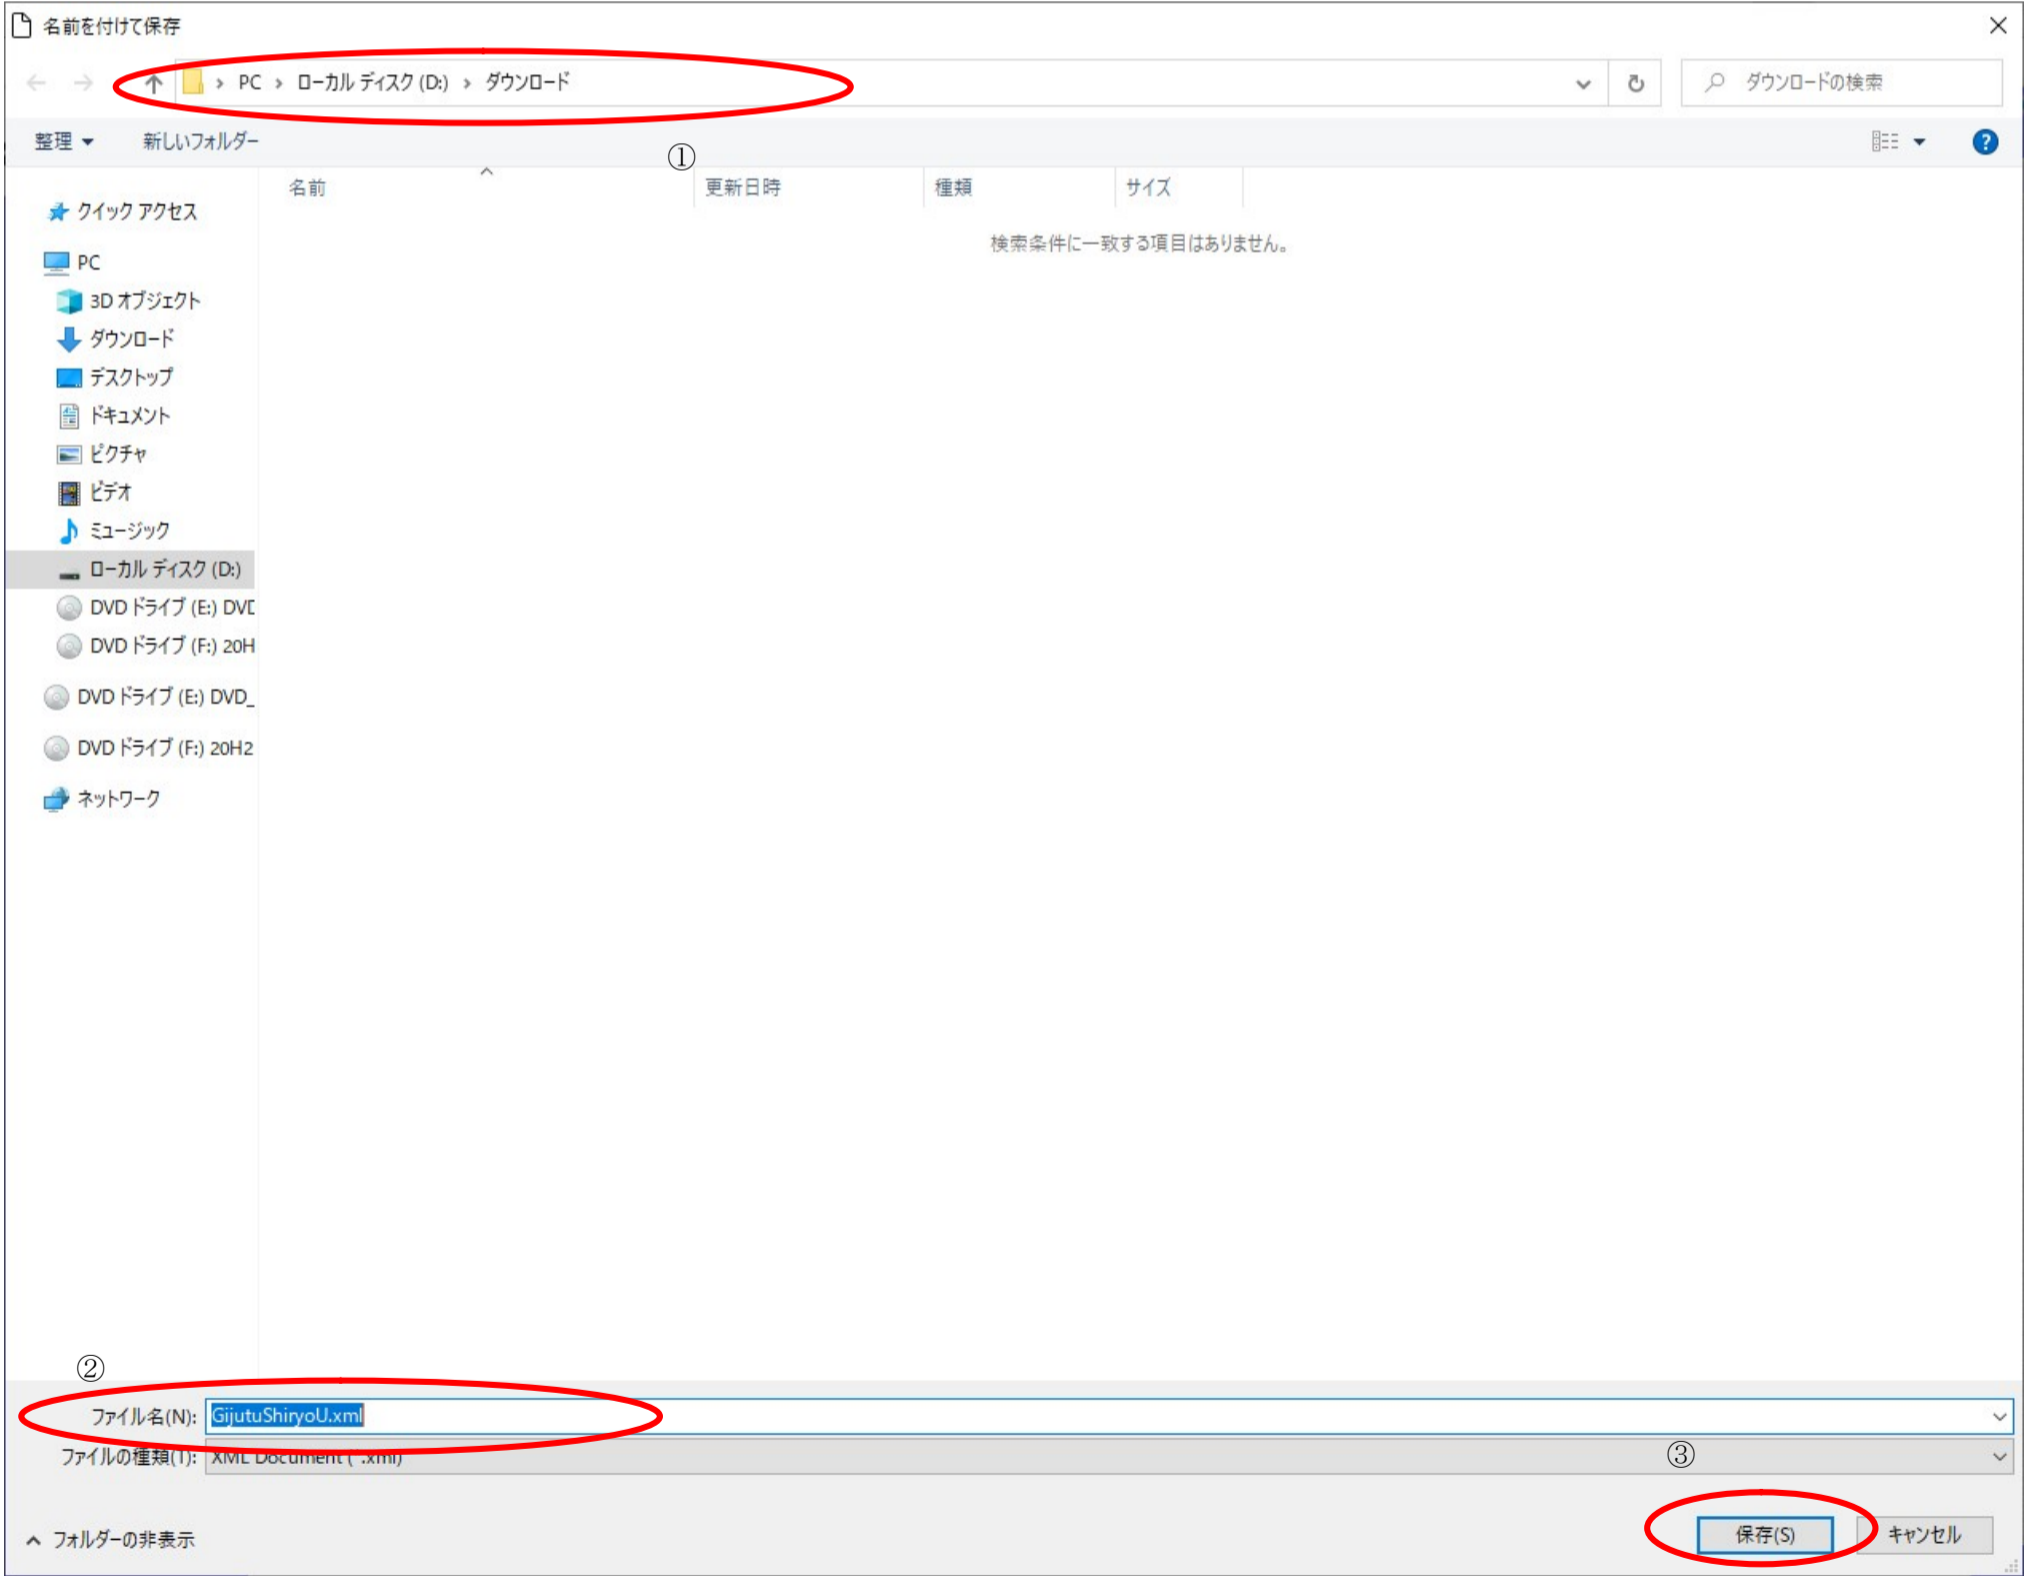 名前を付けて保存
PC › ローカル ディスク (D:) › ダウンロード
ダウンロードの検索
整理 新しいフォルダー
①
名前 更新日時 種類 サイズ
検索条件に一致する項目はありません。
クイック アクセス
PC
3D オブジェクト
ダウンロード
デスクトップ
ドキュメント
ピクチャ
ビデオ
ミュージック
ローカル ディスク (D:)
DVD ドライブ (E:) DVD
DVD ドライブ (F:) 20H
DVD ドライブ (E:) DVD_
DVD ドライブ (F:) 20H2
ネットワーク
②
ファイル名(N): GijutuShiryoU.xml
ファイルの種類(T): XML Document (*.xml)
③
フォルダーの非表示
保存(S) キャンセル